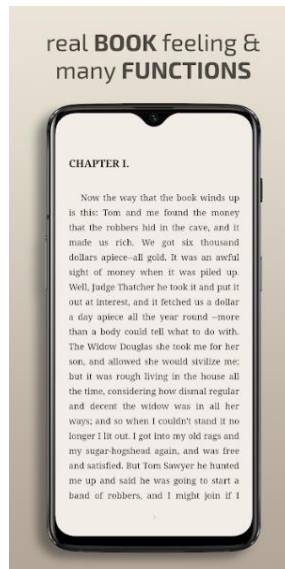 real BOOK feeling &
many FUNCTIONS
CHAPTER I.
Now the way that the book winds up
is this: Tom and me found the money
that the robbers hid in the cave, and it
made us rich. We got six thousand
dollars apiece--all gold. It was an awful
sight of money when it was piled up.
Well, Judge Thatcher he took it and put it
out at interest, and it fetched us a dollar
a day apiece all the year round --more
than a body could tell what to do with.
The Widow Douglas she took me for her
son, and allowed she would sivilize me;
but it was rough living in the house all
the time, considering how dismal regular
and decent the widow was in all her
ways; and so when I couldn't stand it no
longer I lit out. I got into my old rags and
my sugar-hogshead again, and was free
and satisfied. But Tom Sawyer he hunted
me up and said he was going to start a
band of robbers, and I might join if I